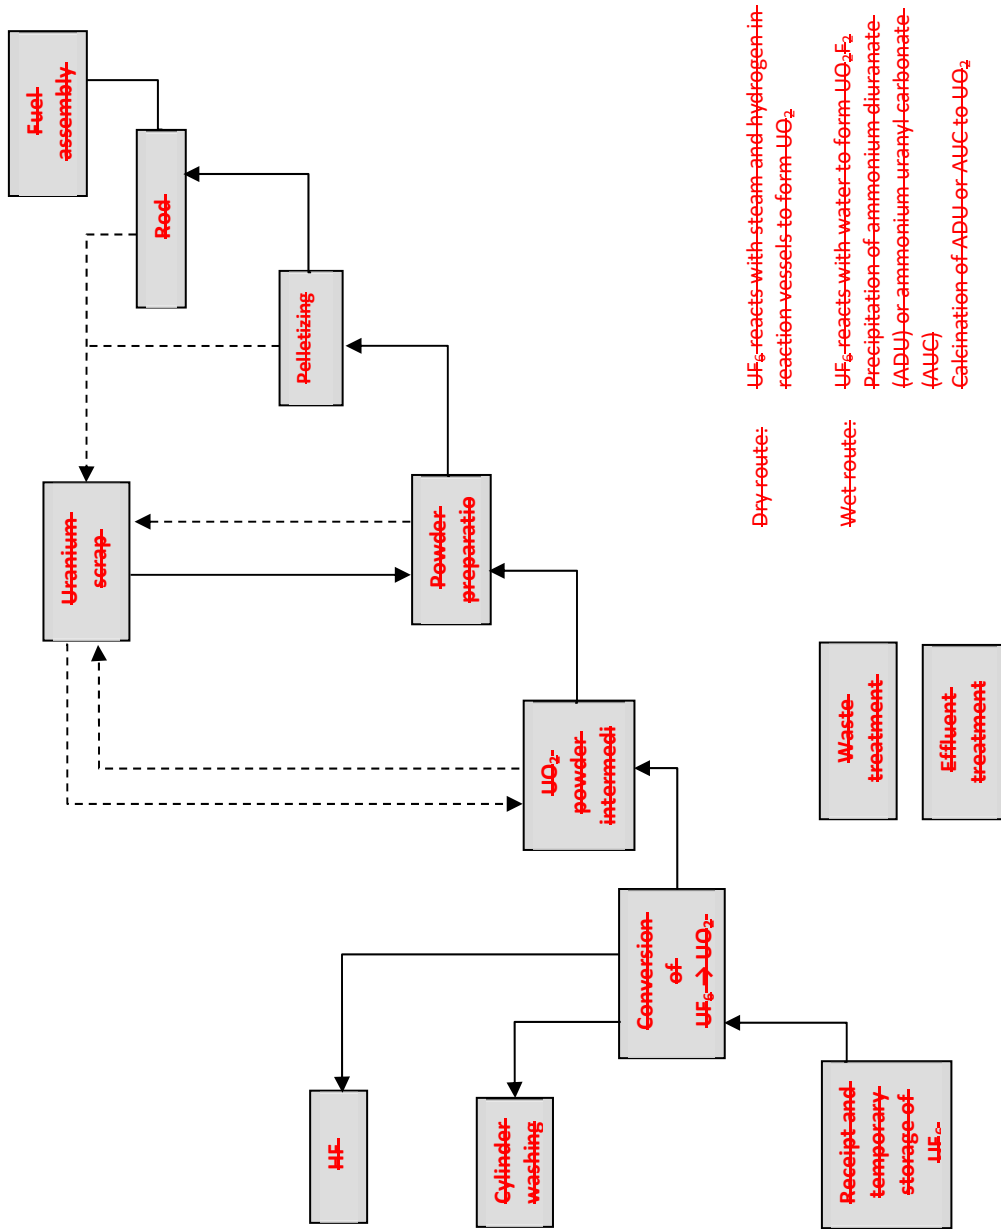 Receipt and
temporary
storage of
UF₆
Cylinder
washing
HF
Conversion
of
UF₆ → UO₂
UO₂
powder
intermedi
Powder
preparatio
Uranium
scrap
Pelletizing
Rod
Fuel
assembly
Waste
treatment
Effluent
treatment
Dry route:
UF₆ reacts with steam and hydrogen in
reaction vessels to form UO₂
Wet route:
UF₆ reacts with water to form UO₂F₂
Precipitation of ammonium diuranate
(ADU) or ammonium uranyl carbonate
(AUC)
Calcination of ADU or AUC to UO₂